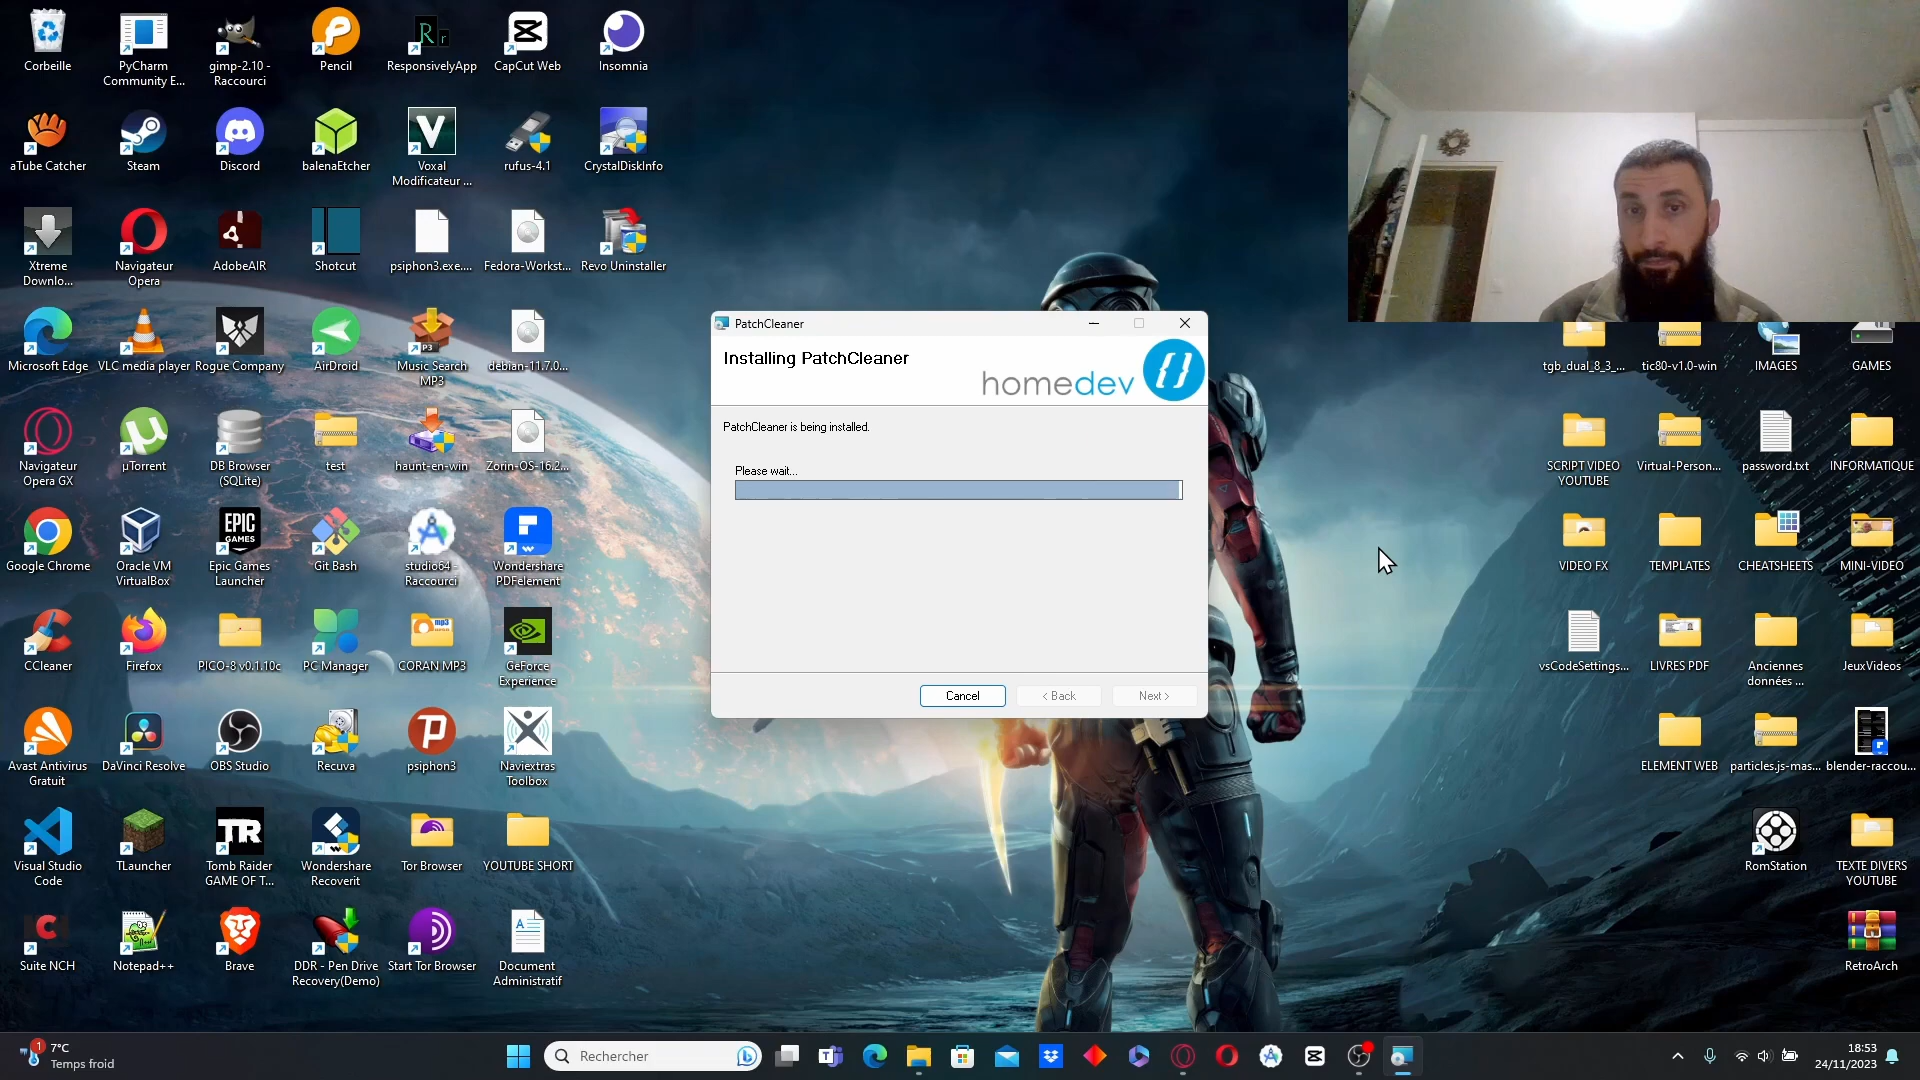 Corbeille
PyCharm
Community E...
gimp-2.10 -
Raccourci
Pencil
ResponsivelyApp
CapCut Web
Insomnia
aTube Catcher
Steam
Discord
balenaEtcher
Voxal
Modificateur ...
rufus-4.1
CrystalDiskInfo
Xtreme
Downlo...
Navigateur
Opera
AdobeAIR
Shotcut
psiphon3.exe....
Fedora-Workst...
Revo Uninstaller
Microsoft Edge
VLC media player
Rogue Company
AirDroid
Music Search
MP3
debian-11.7.0...
Navigateur
Opera GX
µTorrent
DB Browser
(SQLite)
test
haunt-en-win
Zorin-OS-16.2...
Google Chrome
Oracle VM
VirtualBox
EPIC
GAMES
Epic Games
Launcher
Git Bash
studio64 -
Raccourci
Wondershare
PDFelement
CCleaner
Firefox
PICO-8 v0.1.10c
PC Manager
CORAN MP3
GeForce
Experience
Avast Antivirus
Gratuit
DaVinci Resolve
OBS Studio
Recuva
psiphon3
Naviextras
Toolbox
Visual Studio
Code
TLauncher
TR
Tomb Raider
GAME OF T...
Wondershare
Recoverit
Tor Browser
YOUTUBE SHORT
Suite NCH
Notepad++
Brave
DDR - Pen Drive
Recovery(Demo)
Start Tor Browser
Document
Administratif
PatchCleaner
Installing PatchCleaner
homedev
PatchCleaner is being installed.
Please wait...
Cancel
< Back
Next >
tgb_dual_8_3_...
tic80-v1.0-win
IMAGES
GAMES
SCRIPT VIDEO
YOUTUBE
Virtual-Person...
password.txt
INFORMATIQUE
VIDEO FX
TEMPLATES
CHEATSHEETS
MINI-VIDEO
vsCodeSettings...
LIVRES PDF
Anciennes
données ...
JeuxVideos
ELEMENT WEB
particles.js-mas...
blender-raccou...
RomStation
TEXTE DIVERS
YOUTUBE
RetroArch
1
7°C
Temps froid
Rechercher
18:53
24/11/2023